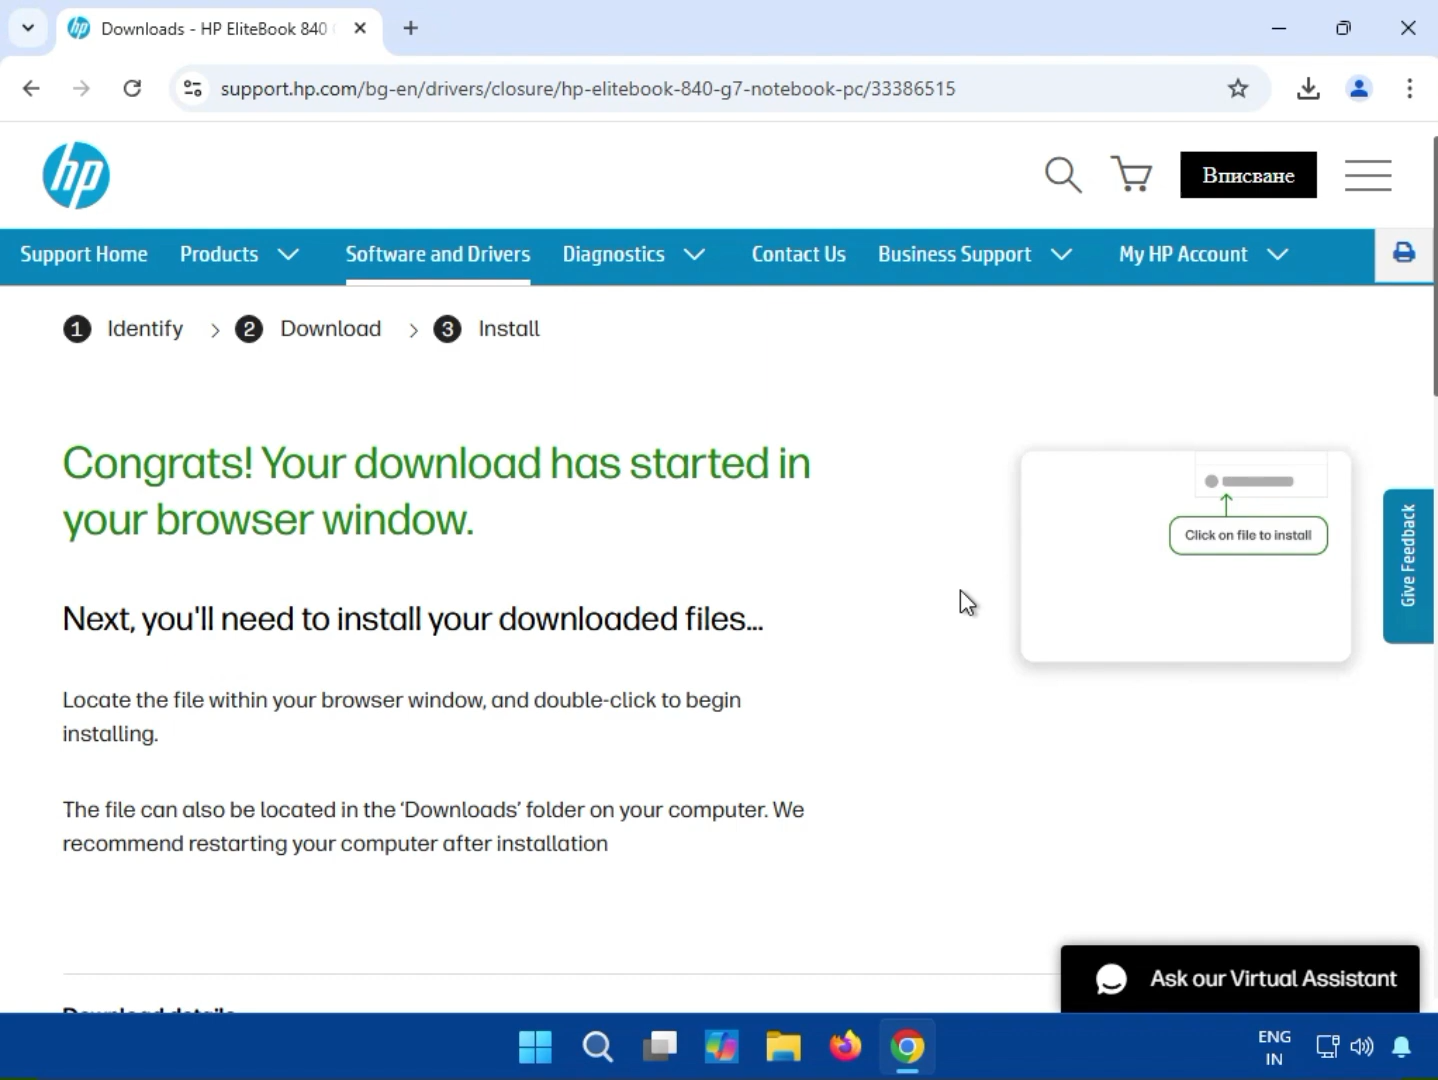 Downloads - HP EliteBook 840
support.hp.com/bg-en/drivers/closure/hp-elitebook-840-g7-notebook-pc/33386515
hp
Вписване
Support Home Products Software and Drivers Diagnostics Contact Us Business Support My HP Account
1 Identify > 2 Download > 3 Install
Congrats! Your download has started in
your browser window.
Click on file to install
Give Feedback
Next, you'll need to install your downloaded files...
Locate the file within your browser window, and double-click to begin
installing.
The file can also be located in the ‘Downloads’ folder on your computer. We
recommend restarting your computer after installation
Ask our Virtual Assistant
Download details
ENG
IN